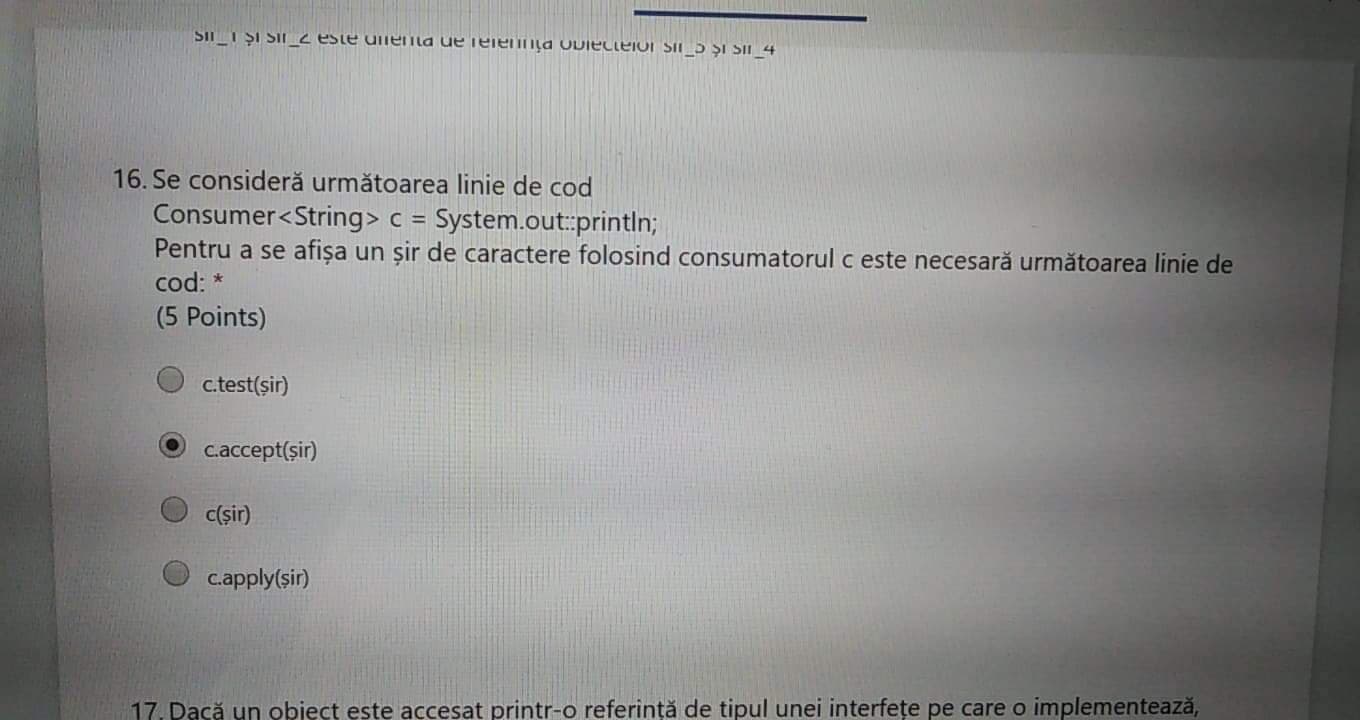 sir_1 și sir_2 este diferită de referința obiectelor sir_3 și sir_4
16. Se consideră următoarea linie de cod
Consumer<String> c = System.out::println;
Pentru a se afișa un șir de caractere folosind consumatorul c este necesară următoarea linie de
cod: *
(5 Points)
c.test(șir)
c.accept(șir)
c(șir)
c.apply(șir)
17. Dacă un obiect este accesat printr-o referință de tipul unei interfețe pe care o implementează,